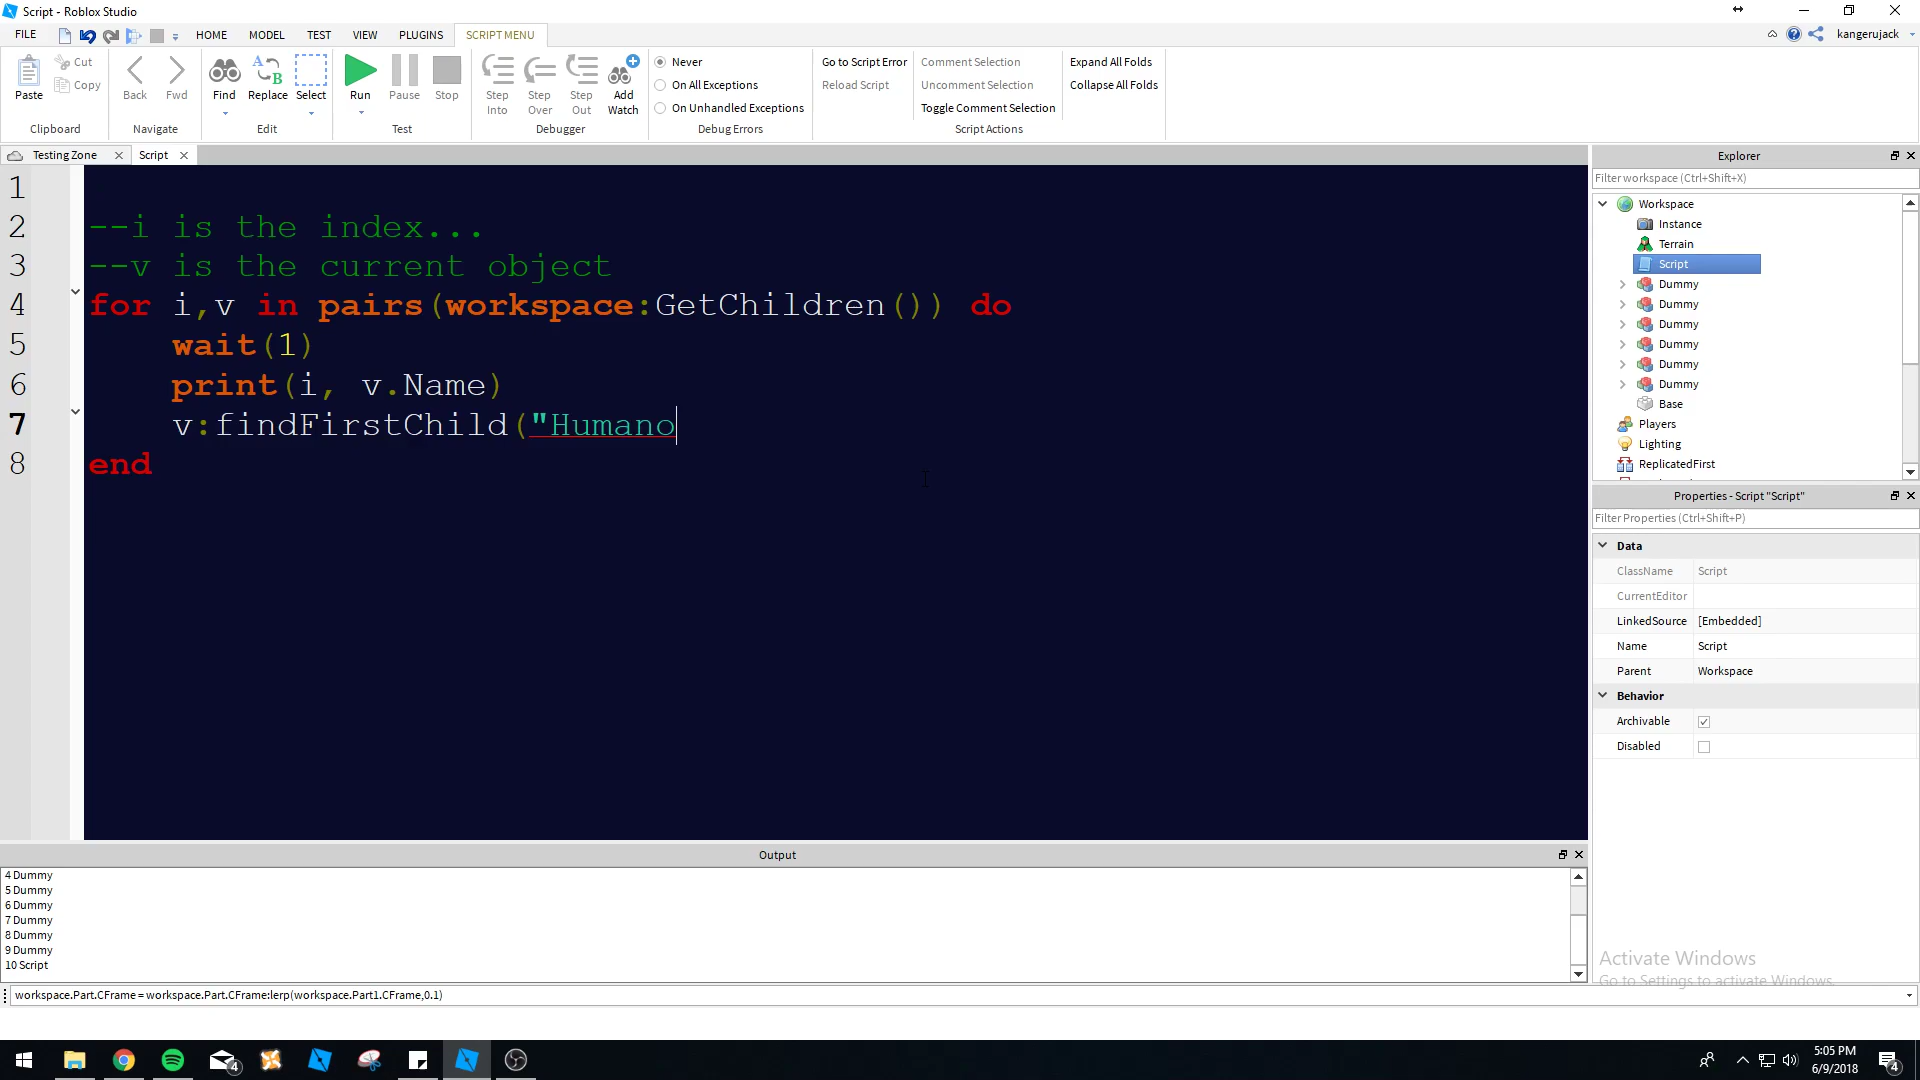 Script - Roblox Studio
FILE HOME MODEL TEST VIEW PLUGINS SCRIPT MENU kangerujack
Paste Cut Copy Back Fwd Find Replace Select Run Pause Stop Step Into Step Over Step Out Add Watch
Never
On All Exceptions
On Unhandled Exceptions
Go to Script Error
Reload Script
Comment Selection
Uncomment Selection
Toggle Comment Selection
Expand All Folds
Collapse All Folds
Clipboard Navigate Edit Test Debugger Debug Errors Script Actions
Testing Zone Script
1
2 --i is the index...
3 --v is the current object
4 for i,v in pairs(workspace:GetChildren()) do
5 wait(1)
6 print(i, v.Name)
7 v:findFirstChild("Humano
8 end
Explorer
Filter workspace (Ctrl+Shift+X)
Workspace
Instance
Terrain
Script
Dummy
Dummy
Dummy
Dummy
Dummy
Dummy
Base
Players
Lighting
ReplicatedFirst
Properties - Script "Script"
Filter Properties (Ctrl+Shift+P)
Data
ClassName Script
CurrentEditor
LinkedSource [Embedded]
Name Script
Parent Workspace
Behavior
Archivable
Disabled
Output
4 Dummy
5 Dummy
6 Dummy
7 Dummy
8 Dummy
9 Dummy
10 Script
Activate Windows
Go to Settings to activate Windows.
workspace.Part.CFrame = workspace.Part.CFrame:lerp(workspace.Part1.CFrame,0.1)
4
5:05 PM
6/9/2018
4